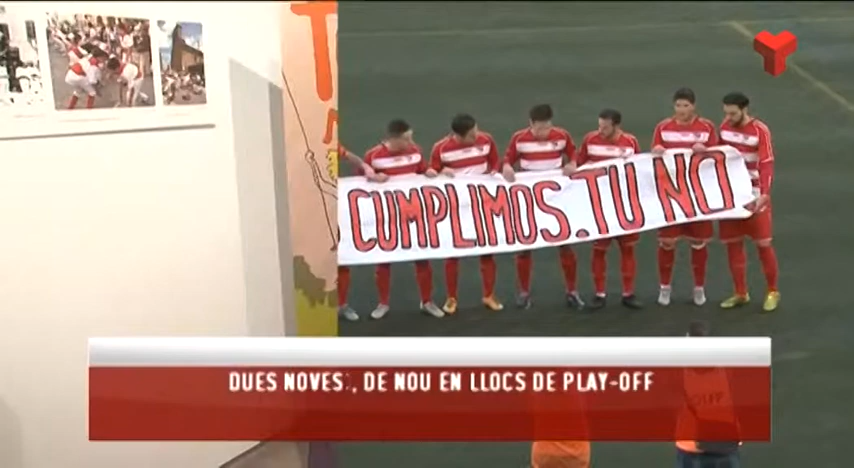 T
CUMPLIMOS. TU NO
DUES NOVES:, DE NOU EN LLOCS DE PLAY-OFF